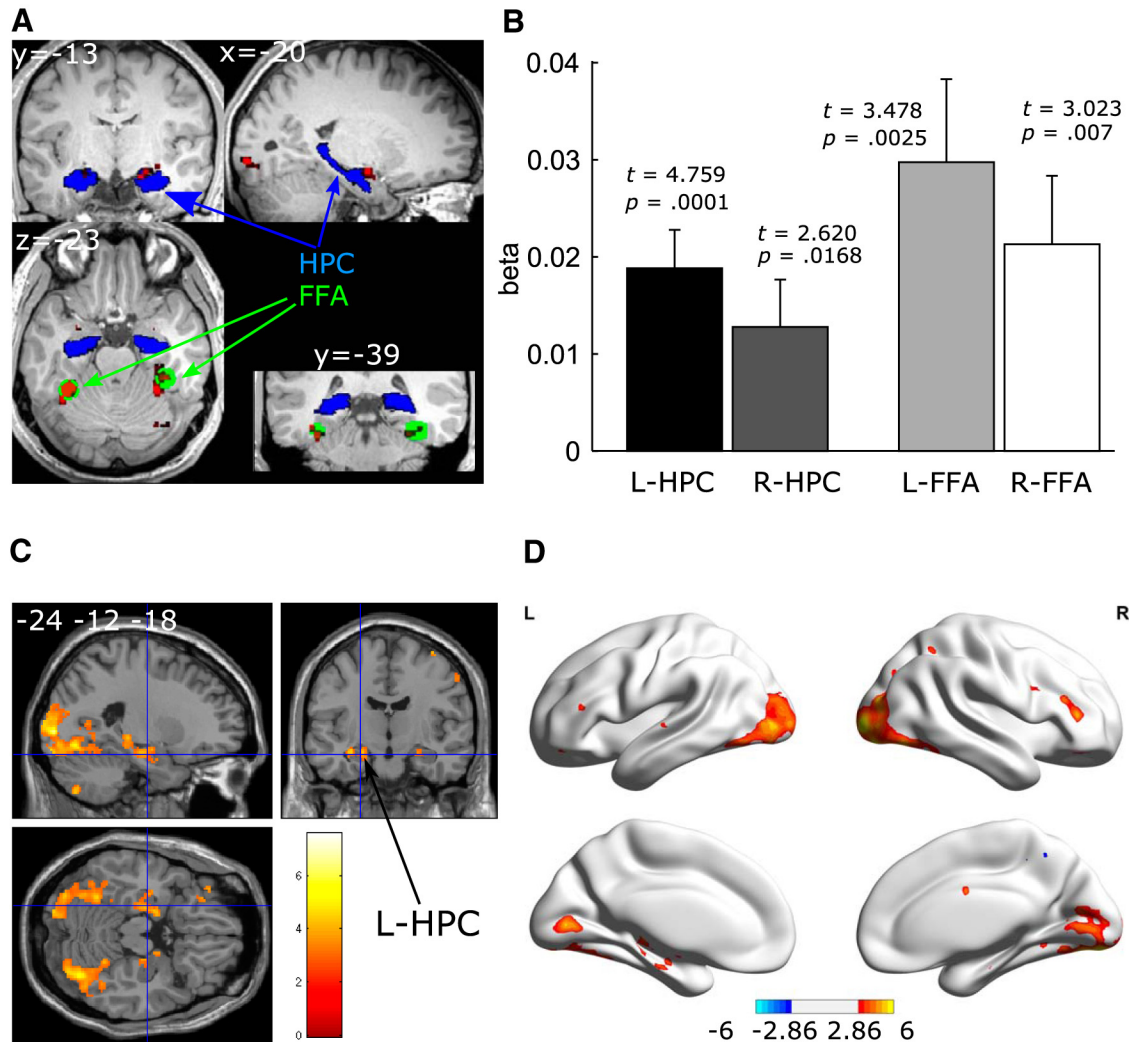 A
y=-13
x=-20
z=-23
HPC
FFA
y=-39
B
0.04
0.03
0.02
0.01
0
beta
t = 4.759
p = .0001
t = 2.620
p = .0168
t = 3.478
p = .0025
t = 3.023
p = .007
L-HPC
R-HPC
L-FFA
R-FFA
C
-24 -12 -18
6
4
2
0
L-HPC
D
L
R
-6 -2.86 2.86 6